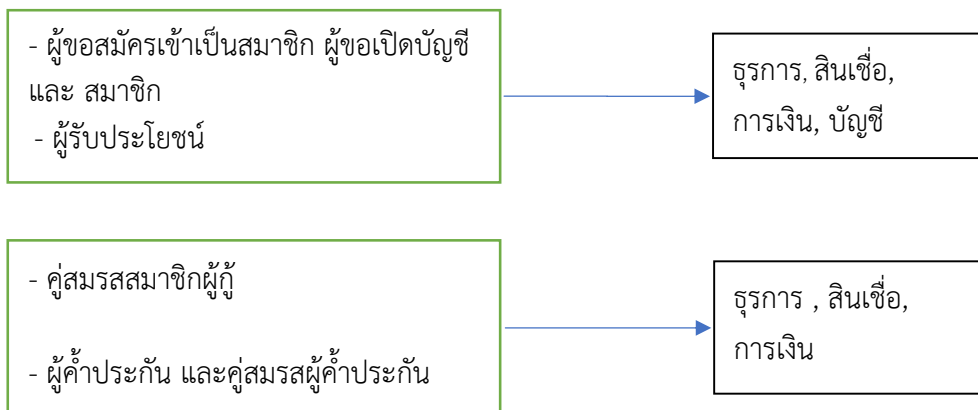 - ผู้ขอสมัครเข้าเป็นสมาชิก ผู้ขอเปิดบัญชี
และ สมาชิก
- ผู้รับประโยชน์
ธุรการ, สินเชื่อ,
การเงิน, บัญชี
- คู่สมรสสมาชิกผู้กู้
- ผู้ค้ำประกัน และคู่สมรสผู้ค้ำประกัน
ธุรการ , สินเชื่อ,
การเงิน